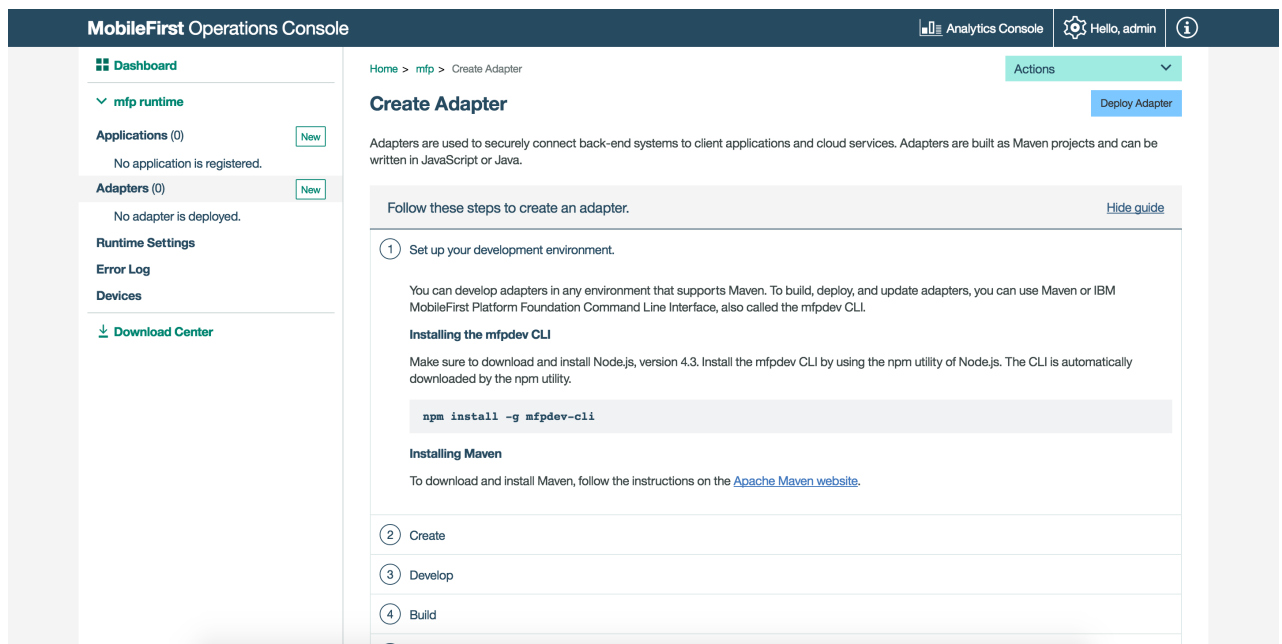 MobileFirst Operations Console
Analytics Console
Hello, admin
Dashboard
mfp runtime
Applications (0)
New
No application is registered.
Adapters (0)
New
No adapter is deployed.
Runtime Settings
Error Log
Devices
Download Center
Home > mfp > Create Adapter
Actions
Create Adapter
Deploy Adapter
Adapters are used to securely connect back-end systems to client applications and cloud services. Adapters are built as Maven projects and can be
written in JavaScript or Java.
Follow these steps to create an adapter.
Hide guide
1 Set up your development environment.
You can develop adapters in any environment that supports Maven. To build, deploy, and update adapters, you can use Maven or IBM
MobileFirst Platform Foundation Command Line Interface, also called the mfpdev CLI.
Installing the mfpdev CLI
Make sure to download and install Node.js, version 4.3. Install the mfpdev CLI by using the npm utility of Node.js. The CLI is automatically
downloaded by the npm utility.
npm install -g mfpdev-cli
Installing Maven
To download and install Maven, follow the instructions on the Apache Maven website.
2 Create
3 Develop
4 Build